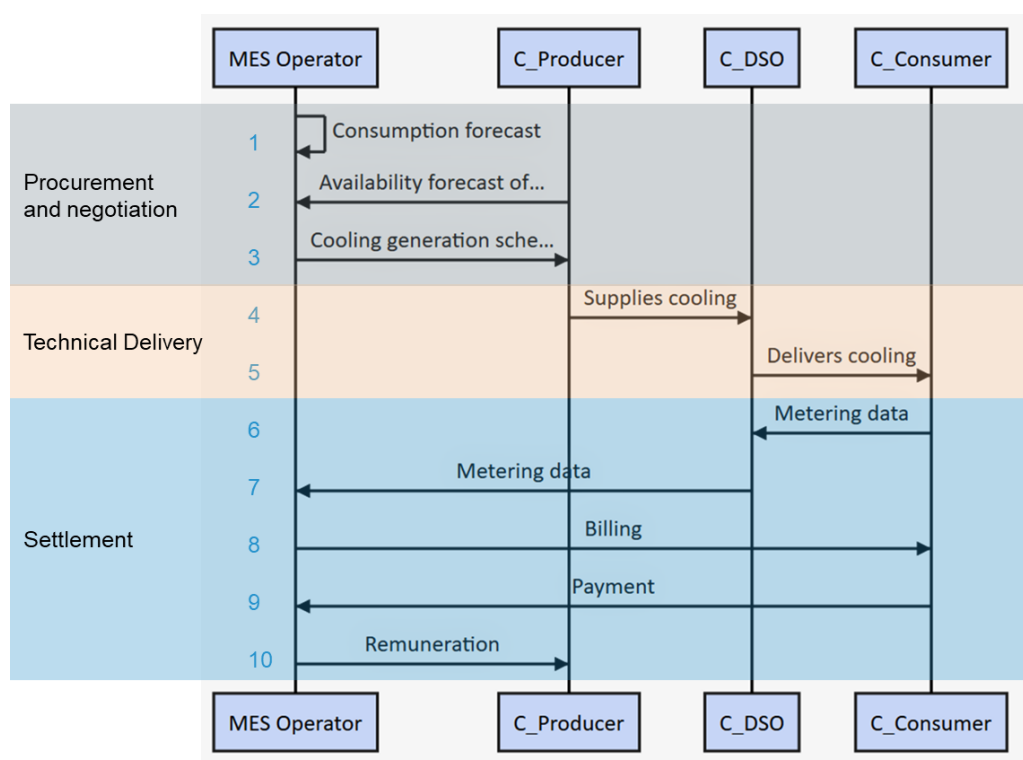 MES Operator
C_Producer
C_DSO
C_Consumer
Procurement
and negotiation
1
Consumption forecast
2
Availability forecast of...
3
Cooling generation sche...
Technical Delivery
4
Supplies cooling
5
Delivers cooling
Settlement
6
Metering data
7
Metering data
8
Billing
9
Payment
10
Remuneration
MES Operator
C_Producer
C_DSO
C_Consumer